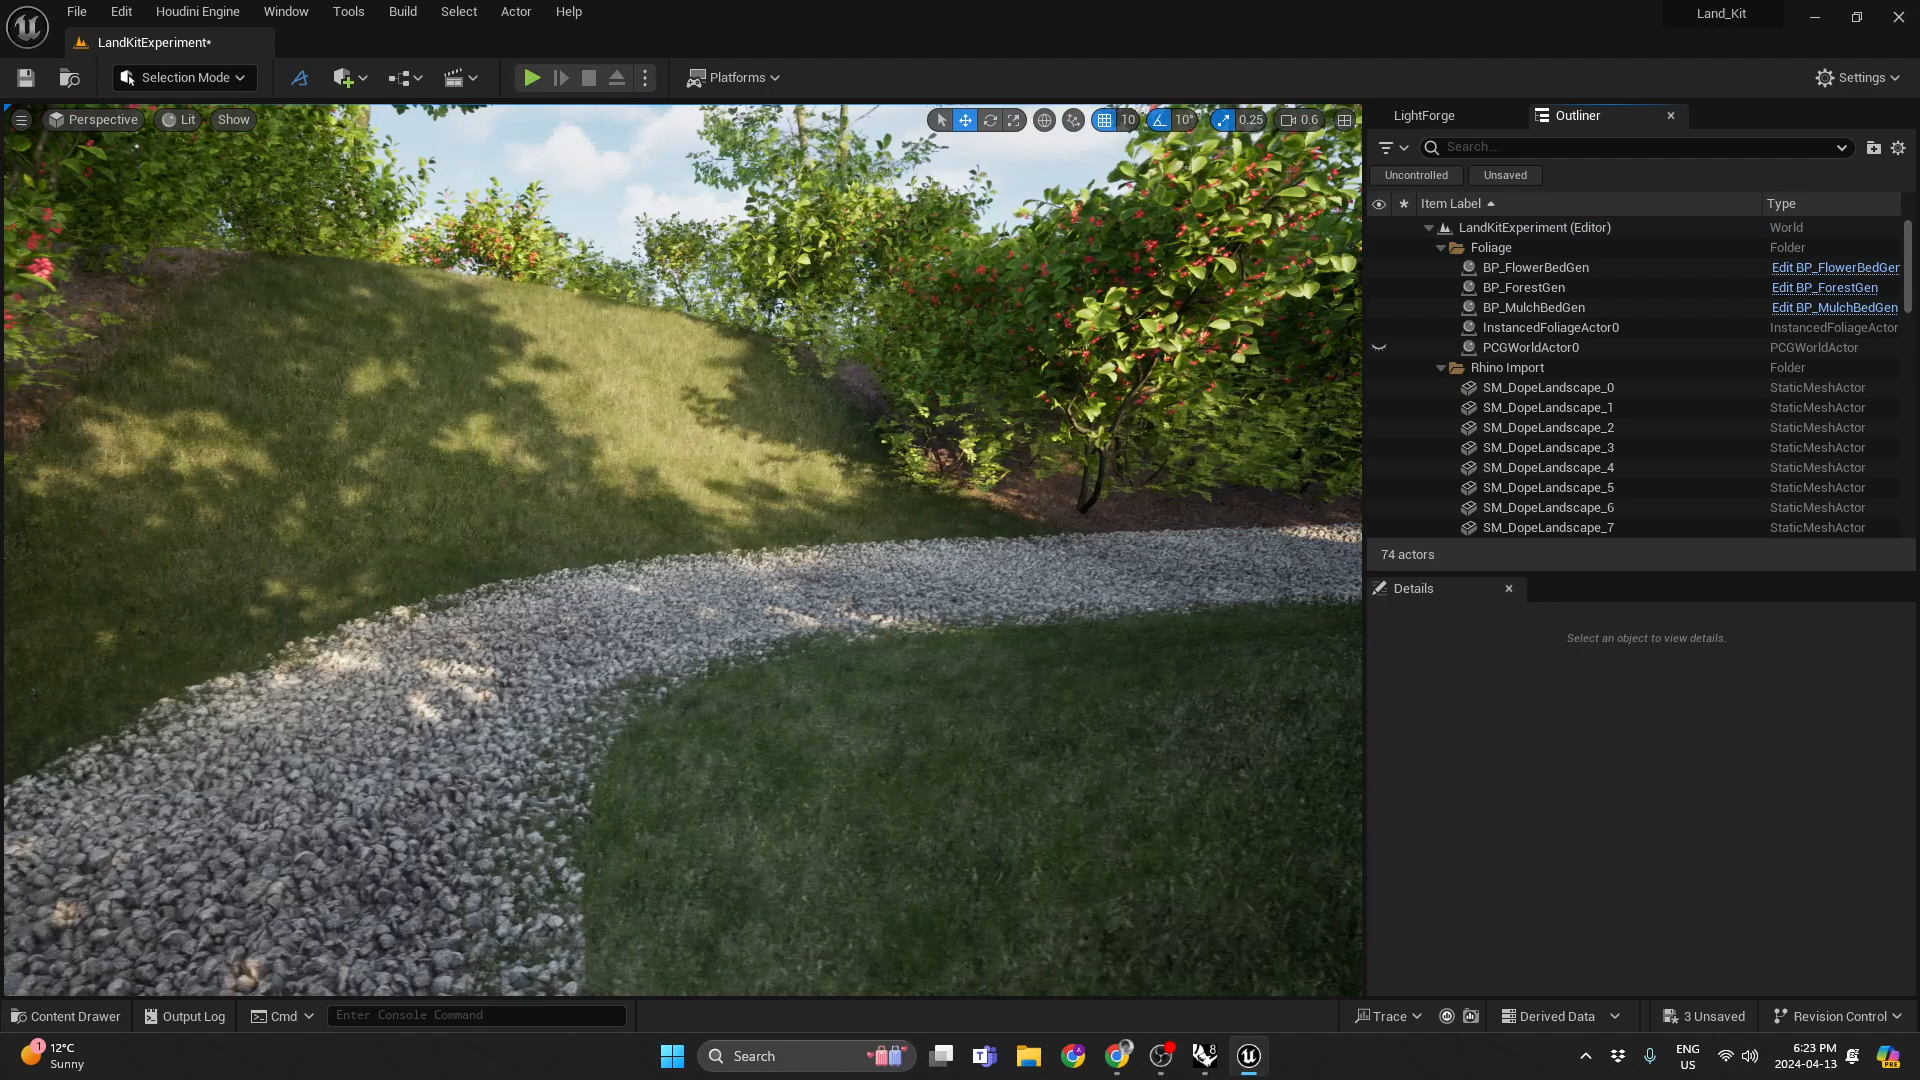 File Edit Houdini Engine Window Tools Build Select Actor Help
Land_Kit
LandKitExperiment*
Selection Mode
Platforms
Settings
Perspective Lit Show
10 10° 0.25 0.6
LightForge Outliner
Search...
Uncontrolled Unsaved
Item Label Type
LandKitExperiment (Editor) World
Foliage Folder
BP_FlowerBedGen Edit BP_FlowerBedGer
BP_ForestGen Edit BP_ForestGen
BP_MulchBedGen Edit BP_MulchBedGen
InstancedFoliageActor0 InstancedFoliageActor
PCGWorldActor0 PCGWorldActor
Rhino Import Folder
SM_DopeLandscape_0 StaticMeshActor
SM_DopeLandscape_1 StaticMeshActor
SM_DopeLandscape_2 StaticMeshActor
SM_DopeLandscape_3 StaticMeshActor
SM_DopeLandscape_4 StaticMeshActor
SM_DopeLandscape_5 StaticMeshActor
SM_DopeLandscape_6 StaticMeshActor
SM_DopeLandscape_7 StaticMeshActor
74 actors
Details
Select an object to view details.
Content Drawer Output Log Cmd Enter Console Command
Trace Derived Data 3 Unsaved Revision Control
1
12°C
Sunny
Search
8
ENG
US
6:23 PM
2024-04-13
PRE